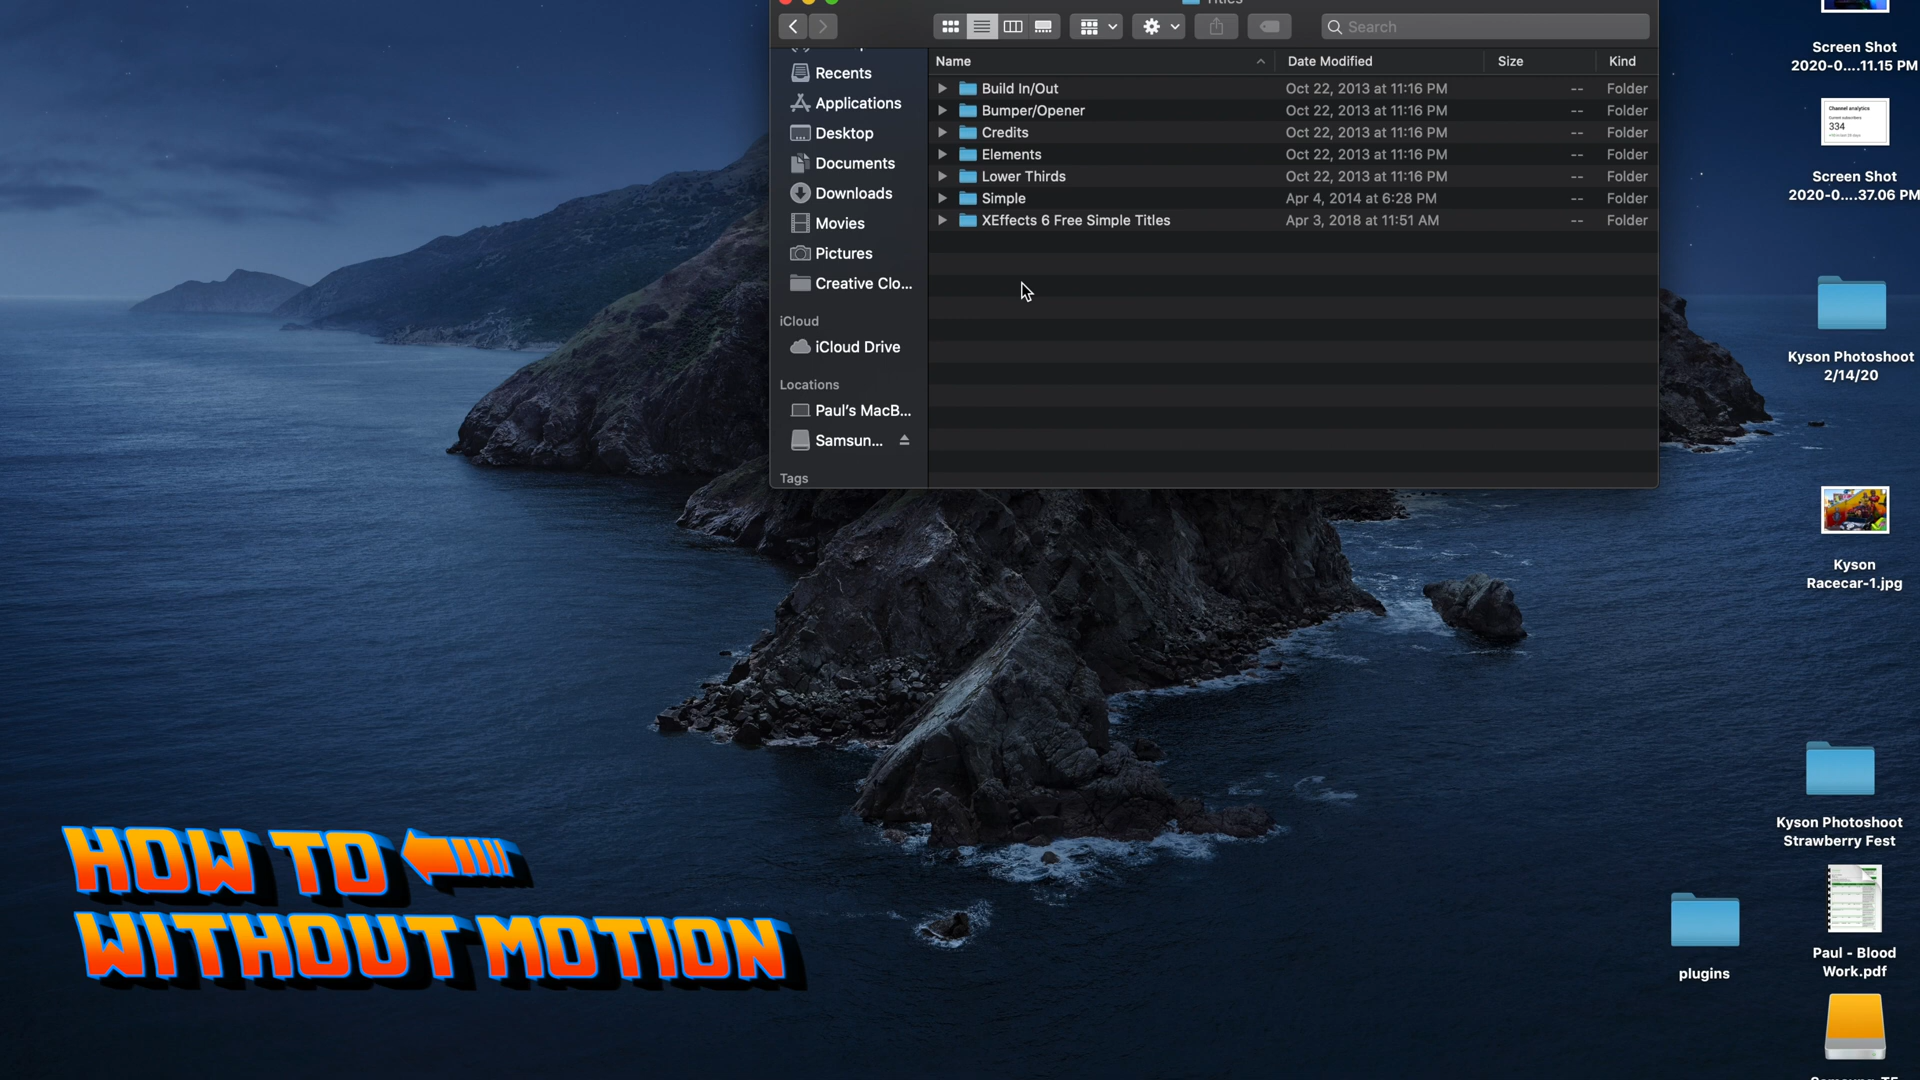 Titles
Search
Name Date Modified Size Kind
Recents
Applications
Desktop
Documents
Downloads
Movies
Pictures
Creative Clo...
iCloud
iCloud Drive
Locations
Paul's MacB...
Samsun...
Tags
Build In/Out Oct 22, 2013 at 11:16 PM -- Folder
Bumper/Opener Oct 22, 2013 at 11:16 PM -- Folder
Credits Oct 22, 2013 at 11:16 PM -- Folder
Elements Oct 22, 2013 at 11:16 PM -- Folder
Lower Thirds Oct 22, 2013 at 11:16 PM -- Folder
Simple Apr 4, 2014 at 6:28 PM -- Folder
XEffects 6 Free Simple Titles Apr 3, 2018 at 11:51 AM -- Folder
Screen Shot
2020-0....11.15 PM
Channel analytics
334
Screen Shot
2020-0....37.06 PM
Kyson Photoshoot
2/14/20
Kyson
Racecar-1.jpg
Kyson Photoshoot
Strawberry Fest
plugins
Paul - Blood
Work.pdf
HOW TO
WITHOUT MOTION